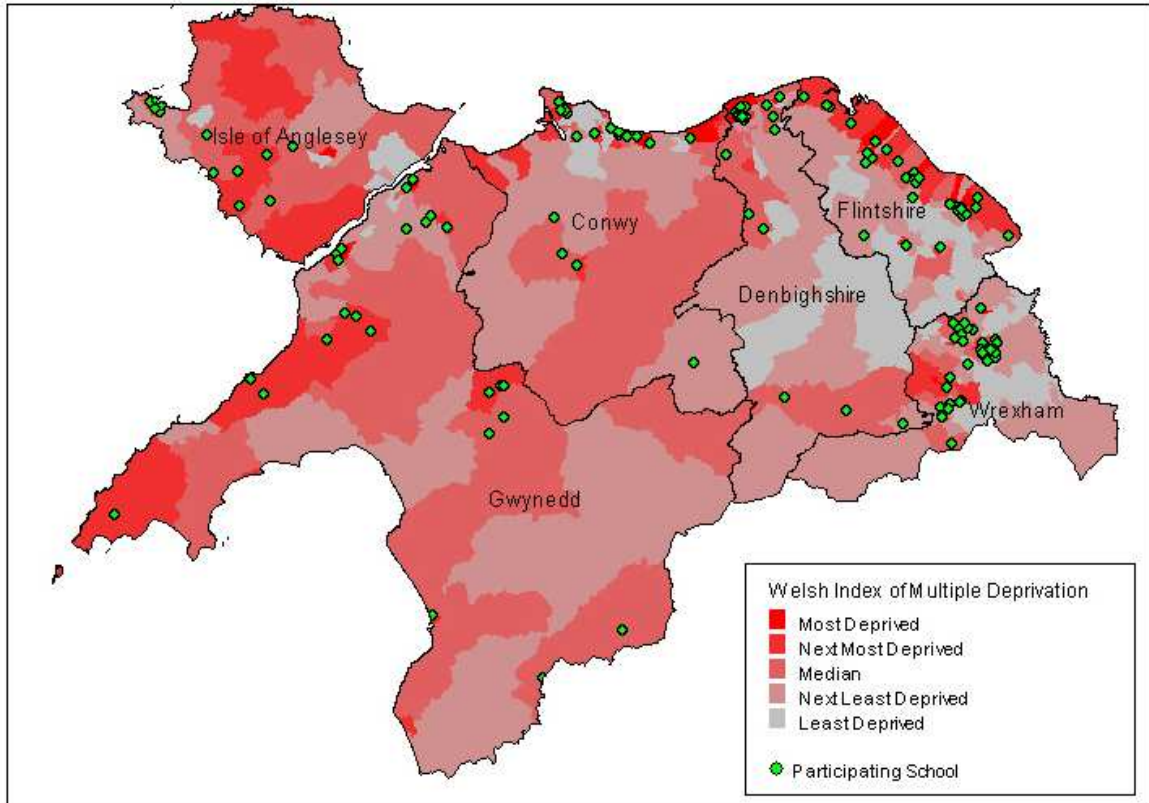 Isle of Anglesey
Conwy
Flintshire
Denbighshire
Wrexham
Gwynedd
Welsh Index of Multiple Deprivation
Most Deprived
Next Most Deprived
Median
Next Least Deprived
Least Deprived
Participating School